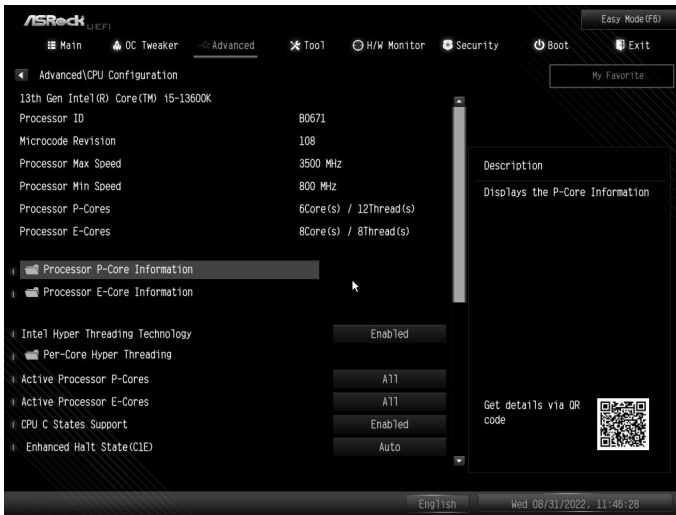 ASRock UEFI
Easy Mode(F6)
Main OC Tweaker Advanced Tool H/W Monitor Security Boot Exit
Advanced\CPU Configuration
My Favorite
13th Gen Intel(R) Core(TM) i5-13600K
Processor ID B0671
Microcode Revision 108
Processor Max Speed 3500 MHz
Processor Min Speed 800 MHz
Processor P-Cores 6Core(s) / 12Thread(s)
Processor E-Cores 8Core(s) / 8Thread(s)
Processor P-Core Information
Processor E-Core Information
Intel Hyper Threading Technology Enabled
Per-Core Hyper Threading
Active Processor P-Cores All
Active Processor E-Cores All
CPU C States Support Enabled
Enhanced Halt State(C1E) Auto
Description
Displays the P-Core Information
Get details via QR
code
English
Wed 08/31/2022. 11:46:28